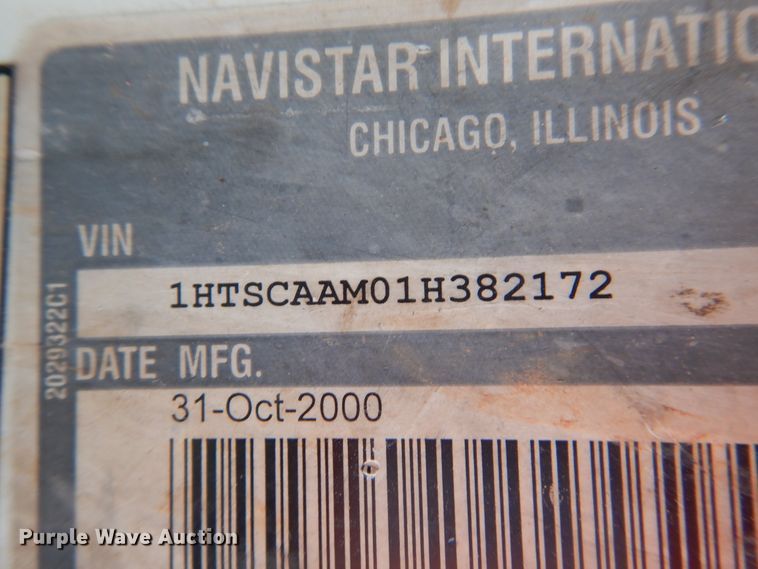 NAVISTAR INTERNATIO
CHICAGO, ILLINOIS
VIN
1HTSCAAM01H382172
2029322C1
DATE MFG.
31-Oct-2000
Purple Wave Auction